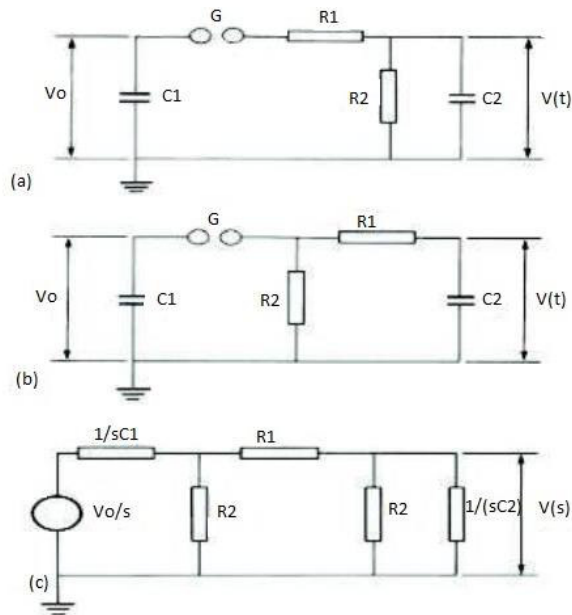 G
R1
Vo
C1
R2
C2
V(t)
(a)
G
R1
Vo
C1
R2
C2
V(t)
(b)
1/sC1
R1
Vo/s
R2
R2
1/(sC2)
V(s)
(c)